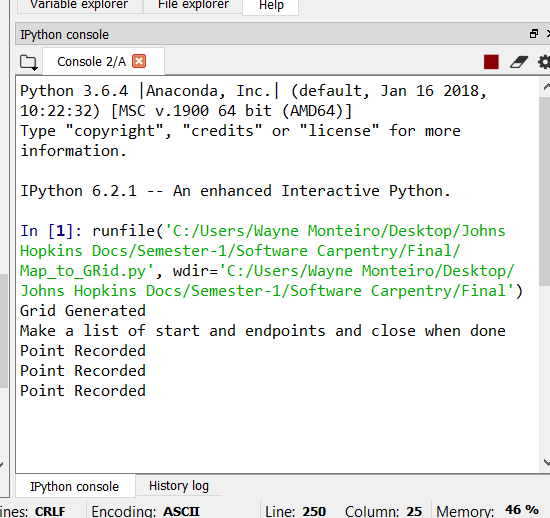 Variable explorer File explorer Help
IPython console
Console 2/A
Python 3.6.4 |Anaconda, Inc.| (default, Jan 16 2018,
10:22:32) [MSC v.1900 64 bit (AMD64)]
Type "copyright", "credits" or "license" for more
information.
IPython 6.2.1 -- An enhanced Interactive Python.
In [1]: runfile('C:/Users/Wayne Monteiro/Desktop/Johns
Hopkins Docs/Semester-1/Software Carpentry/Final/
Map_to_GRid.py', wdir='C:/Users/Wayne Monteiro/Desktop/
Johns Hopkins Docs/Semester-1/Software Carpentry/Final')
Grid Generated
Make a list of start and endpoints and close when done
Point Recorded
Point Recorded
Point Recorded
IPython console History log
ines: CRLF Encoding: ASCII Line: 250 Column: 25 Memory: 46 %